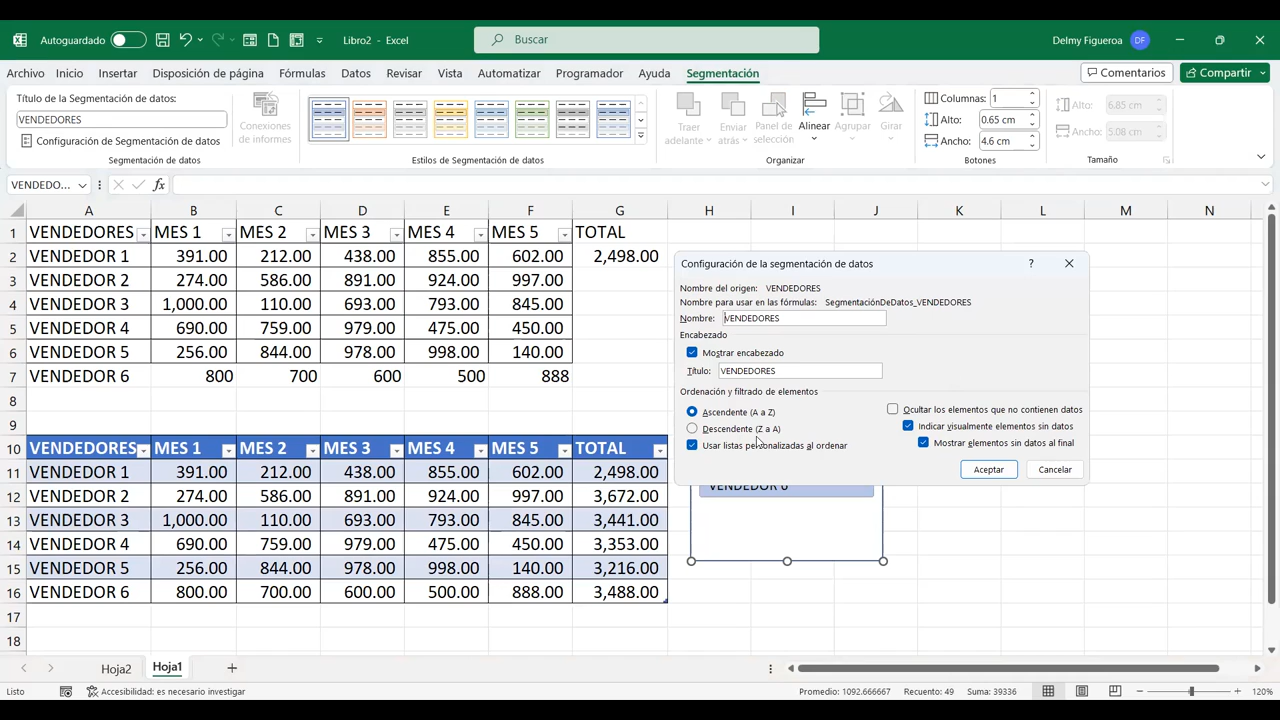 Autoguardado
Libro2 - Excel
Buscar
Delmy Figueroa DF
Archivo Inicio Insertar Disposición de página Fórmulas Datos Revisar Vista Automatizar Programador Ayuda Segmentación Comentarios Compartir
Título de la Segmentación de datos:
VENDEDORES
Configuración de Segmentación de datos
Conexiones de informes
Segmentación de datos
Estilos de Segmentación de datos
Traer adelante
Enviar atrás
Panel de selección
Alinear
Agrupar
Girar
Organizar
Columnas: 1
Alto: 0.65 cm
Ancho: 4.6 cm
Botones
Alto: 6.85 cm
Ancho: 5.08 cm
Tamaño
VENDEDO... fx
A B C D E F G H I J K L M N
1 VENDEDORES MES 1 MES 2 MES 3 MES 4 MES 5 TOTAL
2 VENDEDOR 1 391.00 212.00 438.00 855.00 602.00 2,498.00
3 VENDEDOR 2 274.00 586.00 891.00 924.00 997.00
4 VENDEDOR 3 1,000.00 110.00 693.00 793.00 845.00
5 VENDEDOR 4 690.00 759.00 979.00 475.00 450.00
6 VENDEDOR 5 256.00 844.00 978.00 998.00 140.00
7 VENDEDOR 6 800 700 600 500 888
8
9
10 VENDEDORES MES 1 MES 2 MES 3 MES 4 MES 5 TOTAL
11 VENDEDOR 1 391.00 212.00 438.00 855.00 602.00 2,498.00
12 VENDEDOR 2 274.00 586.00 891.00 924.00 997.00 3,672.00
13 VENDEDOR 3 1,000.00 110.00 693.00 793.00 845.00 3,441.00
14 VENDEDOR 4 690.00 759.00 979.00 475.00 450.00 3,353.00
15 VENDEDOR 5 256.00 844.00 978.00 998.00 140.00 3,216.00
16 VENDEDOR 6 800.00 700.00 600.00 500.00 888.00 3,488.00
17
18
Configuración de la segmentación de datos ?
Nombre del origen: VENDEDORES
Nombre para usar en las fórmulas: SegmentaciónDeDatos_VENDEDORES
Nombre: VENDEDORES
Encabezado
Mostrar encabezado
Título: VENDEDORES
Ordenación y filtrado de elementos
Ascendente (A a Z)
Descendente (Z a A)
Usar listas personalizadas al ordenar
Ocultar los elementos que no contienen datos
Indicar visualmente elementos sin datos
Mostrar elementos sin datos al final
Aceptar Cancelar
VENDEDOR 6
Hoja2 Hoja1
Listo Accesibilidad: es necesario investigar Promedio: 1092.666667 Recuento: 49 Suma: 39336 120%